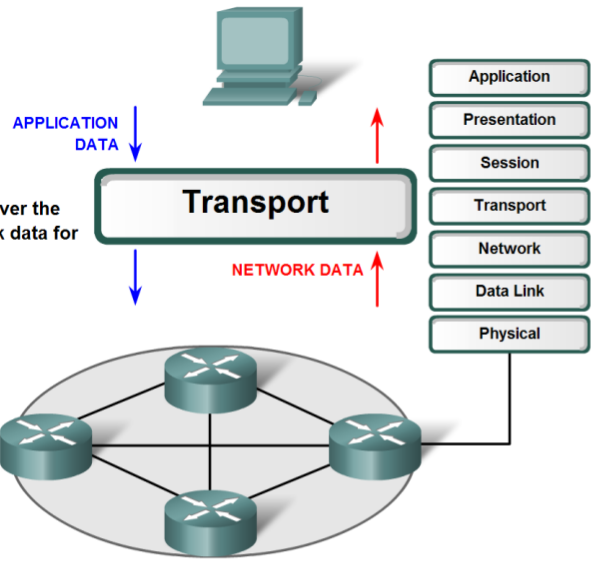 APPLICATION
DATA
ver the
k data for
Transport
NETWORK DATA
Application
Presentation
Session
Transport
Network
Data Link
Physical